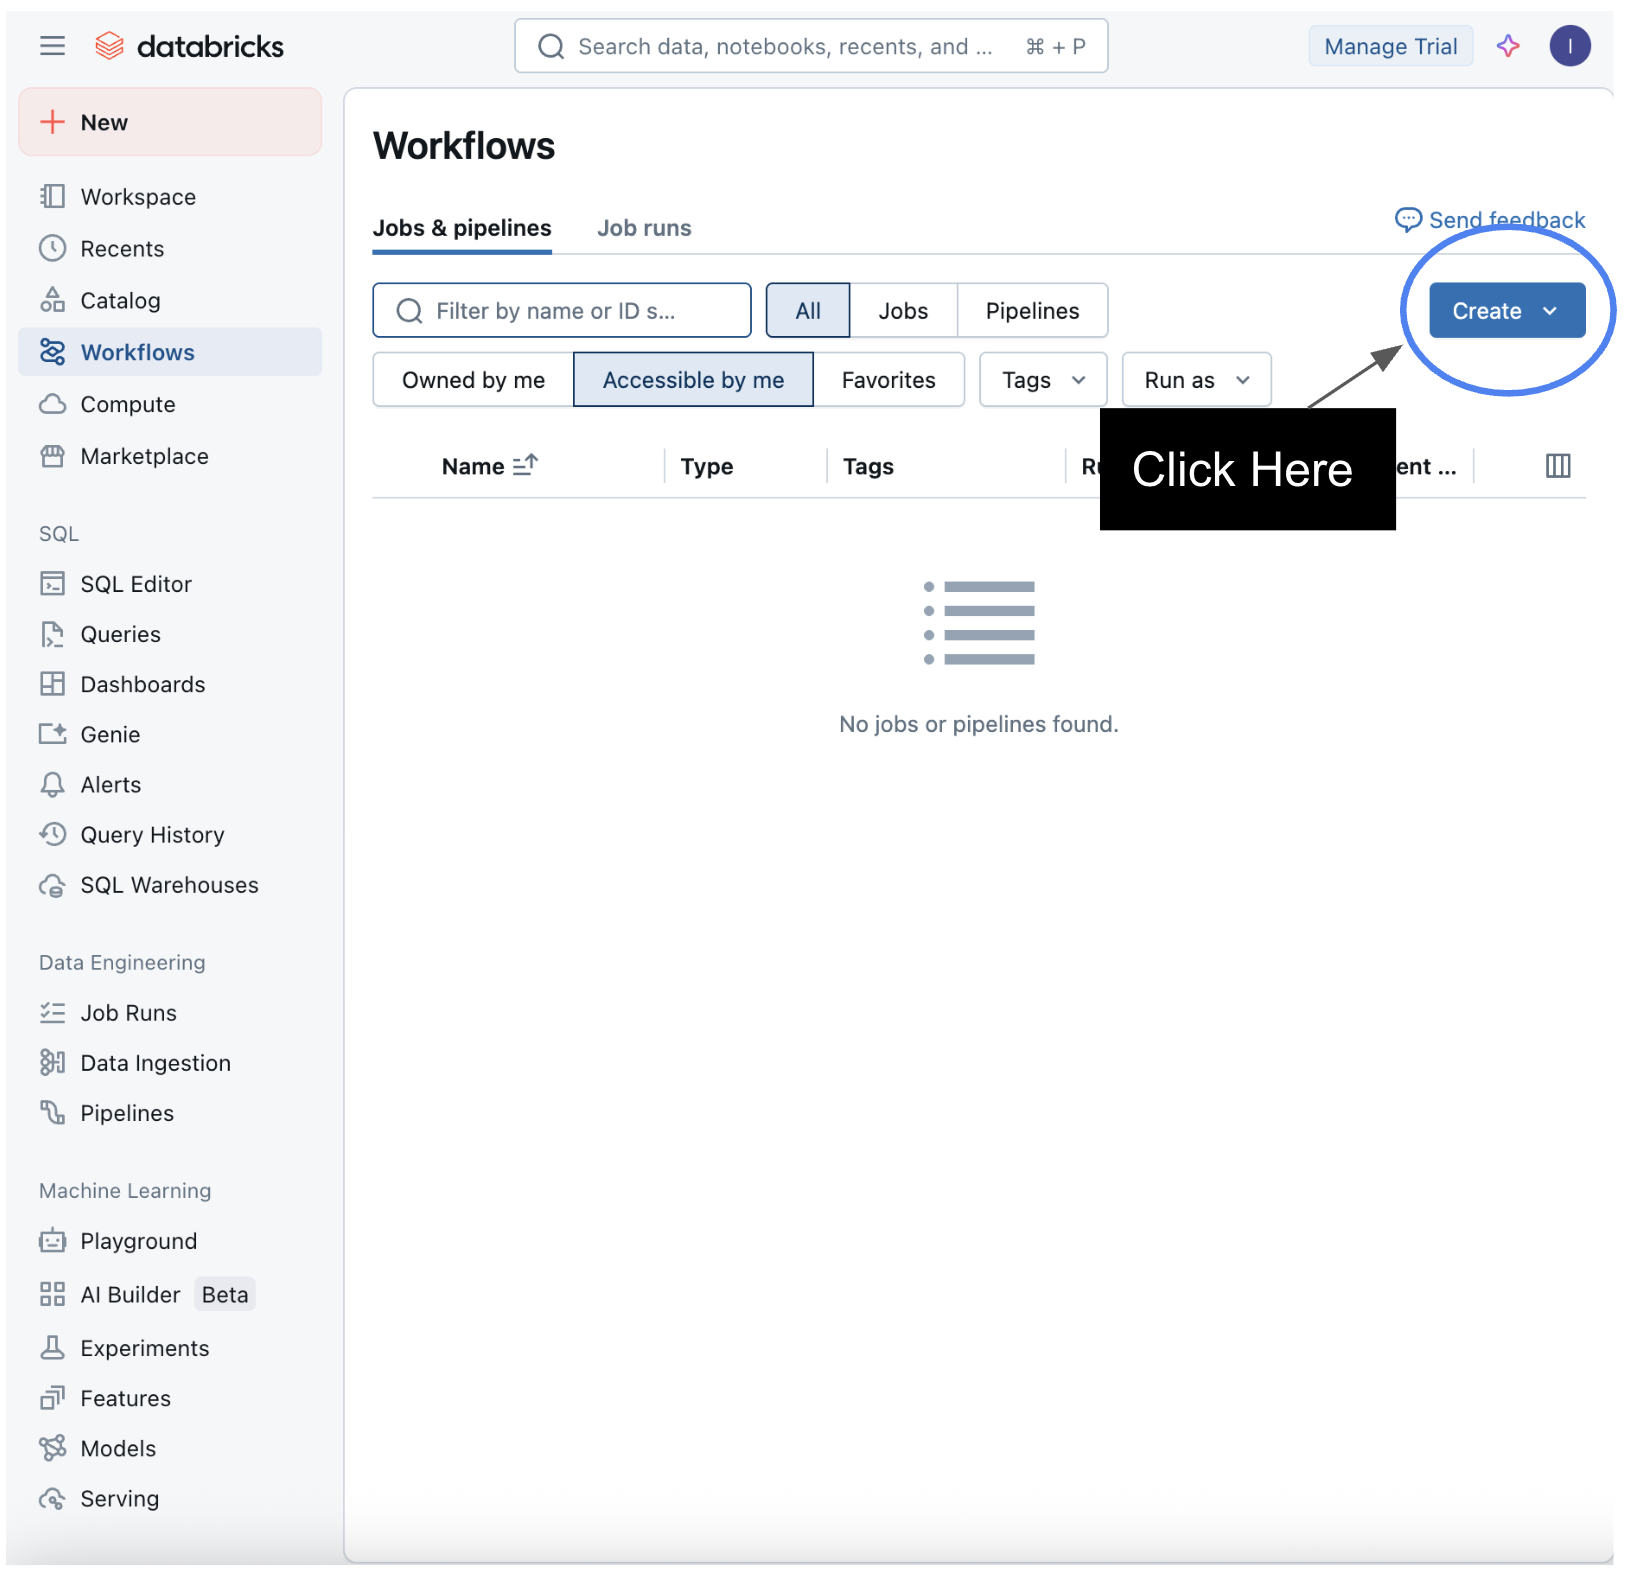 databricks
Search data, notebooks, recents, and ... ⌘ + P
Manage Trial
I
New
Workspace
Recents
Catalog
Workflows
Compute
Marketplace
SQL
SQL Editor
Queries
Dashboards
Genie
Alerts
Query History
SQL Warehouses
Data Engineering
Job Runs
Data Ingestion
Pipelines
Machine Learning
Playground
AI Builder Beta
Experiments
Features
Models
Serving
Workflows
Jobs & pipelines Job runs
Send feedback
Filter by name or ID s... All Jobs Pipelines
Create
Owned by me Accessible by me Favorites Tags Run as
Name Type Tags
Click Here
No jobs or pipelines found.